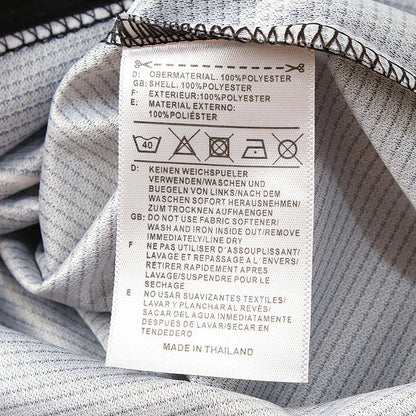 D: OBERMATERIAL.100%POLYESTER
GB: SHELL. 100%POLYESTER
F: EXTERIEUR:100%POLYESTER
E: MATERIAL EXTERNO:
100%POLIÉSTER
40
D: KEINEN WEICHSPUELER
VERWENDEN/WASCHEN UND
BUEGELN VON LINKS/NACH DEM
WASCHEN SOFORT HERAUSNEHMEN/
ZUM TROCKNEN AUFHAENGEN
GB: DO NOT USE FABRIC SOFTENER/
WASH AND IRON INSIDE OUT/REMOVE
IMMEDIATELY/LINE DRY
F NE PAS UTILISER D'ASSOUPLISSANT/
LAVAGE ET REPASSAGE A L'ENVERS/
RETIRER RAPIDEMENT APRES
LAVAGE/SUSPENDRE POUR LE
SECHAGE
E NO USAR SUAVIZANTES TEXTILES/
LAVAR Y PLANCHAR AL REVÉS/
SACAR DEL AGUA INMEDIATAMENTE
DESPUES DE LAVAR/SECAR EN
TENDEDERO
MADE IN THAILAND